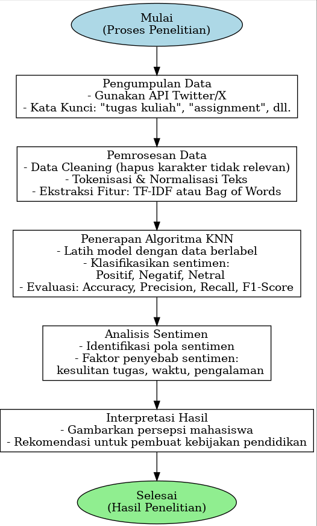 Mulai
(Proses Penelitian)
Pengumpulan Data
- Gunakan API Twitter/X
- Kata Kunci: "tugas kuliah", "assignment", dll.
Pemrosesan Data
- Data Cleaning (hapus karakter tidak relevan)
- Tokenisasi & Normalisasi Teks
- Ekstraksi Fitur: TF-IDF atau Bag of Words
Penerapan Algoritma KNN
- Latih model dengan data berlabel
- Klasifikasikan sentimen:
Positif, Negatif, Netral
- Evaluasi: Accuracy, Precision, Recall, F1-Score
Analisis Sentimen
- Identifikasi pola sentimen
- Faktor penyebab sentimen:
kesulitan tugas, waktu, pengalaman
Interpretasi Hasil
- Gambarkan persepsi mahasiswa
- Rekomendasi untuk pembuat kebijakan pendidikan
Selesai
(Hasil Penelitian)